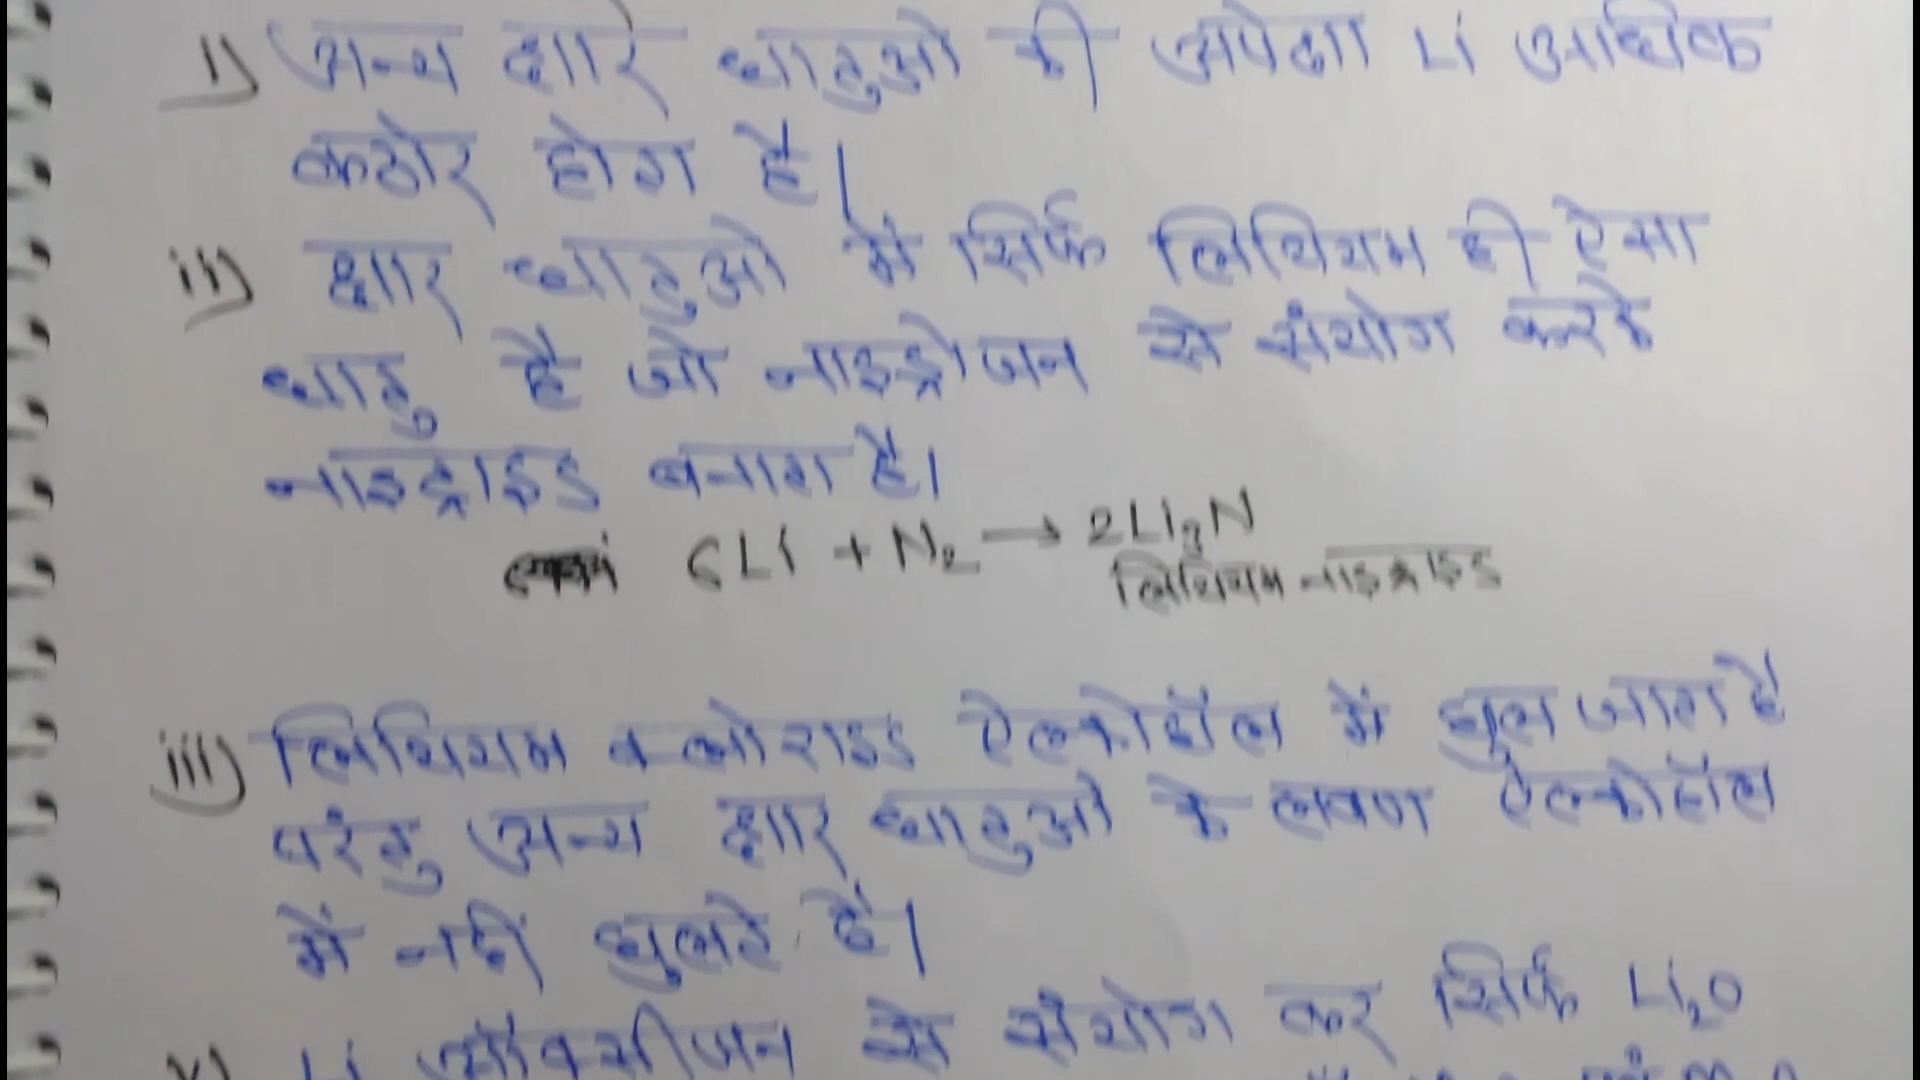 i) अन्य क्षार धातुओ की अपेक्षा Li अधिक
कठोर होता है।
ii) क्षार धातुओ में सिर्फ लिथियम ही ऐसा
धातु है जो नाइट्रोजन से संयोग करके
नाइट्राइड बनाता है।
6Li + N₂ → 2Li₃N
लिथियम नाइट्राइड
iii) लिथियम क्लोराइड ऐल्कोहॉल में घुल जाता है
परंतु अन्य क्षार धातुओ के लवण ऐल्कोहॉल
में नहीं घुलते हैं।
Li ऑक्सीजन से संयोग कर सिर्फ Li₂O